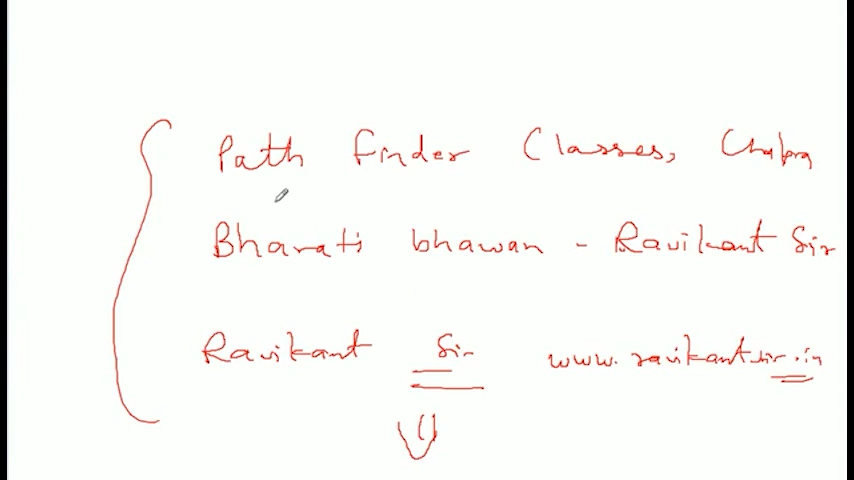 Path Finder Classes, Chapra
Bharati bhawan - Ravikant Sir
Ravikant Sir www.ravikantsir.in